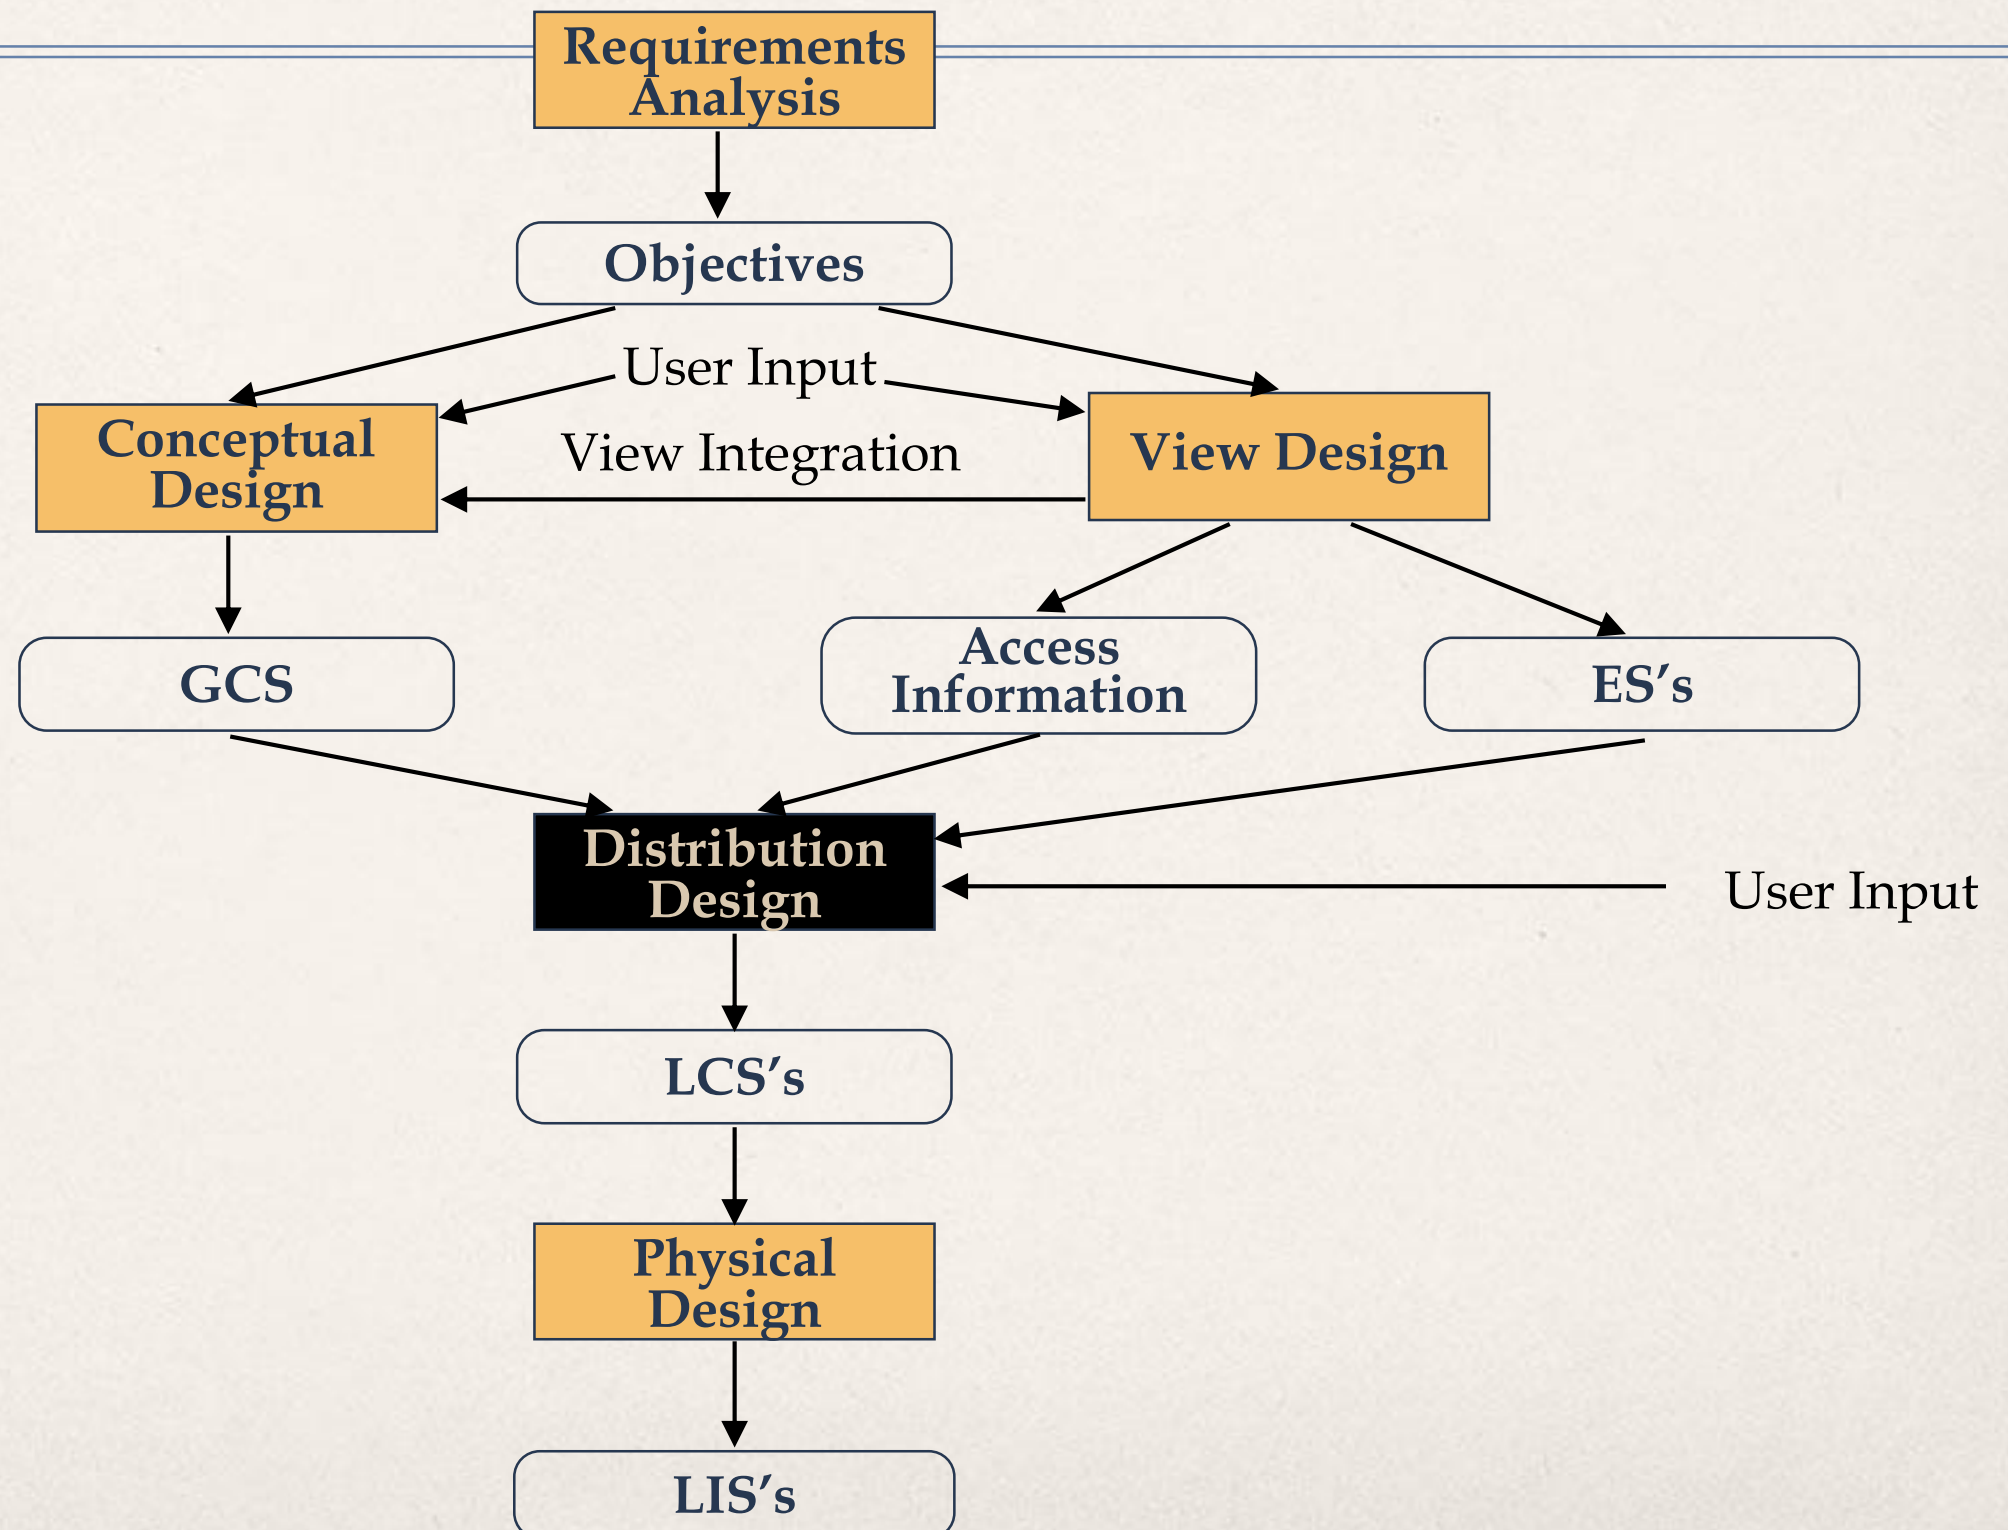 Requirements
Analysis
Objectives
User Input
Conceptual
Design
View Integration
View Design
GCS
Access
Information
ES’s
Distribution
Design
User Input
LCS’s
Physical
Design
LIS’s